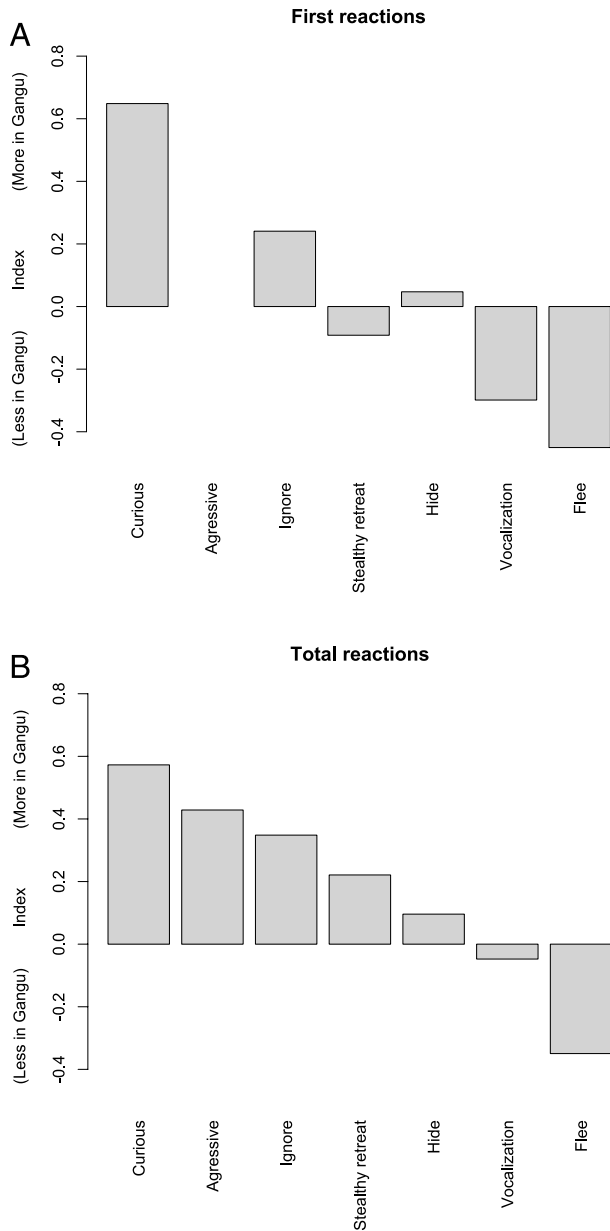 A
First reactions
(Less in Gangu) Index (More in Gangu)
0.8
0.6
0.4
0.2
0.0
-0.2
-0.4
Curious
Agressive
Ignore
Stealthy retreat
Hide
Vocalization
Flee
B
Total reactions
(Less in Gangu) Index (More in Gangu)
0.8
0.6
0.4
0.2
0.0
-0.2
-0.4
Curious
Agressive
Ignore
Stealthy retreat
Hide
Vocalization
Flee